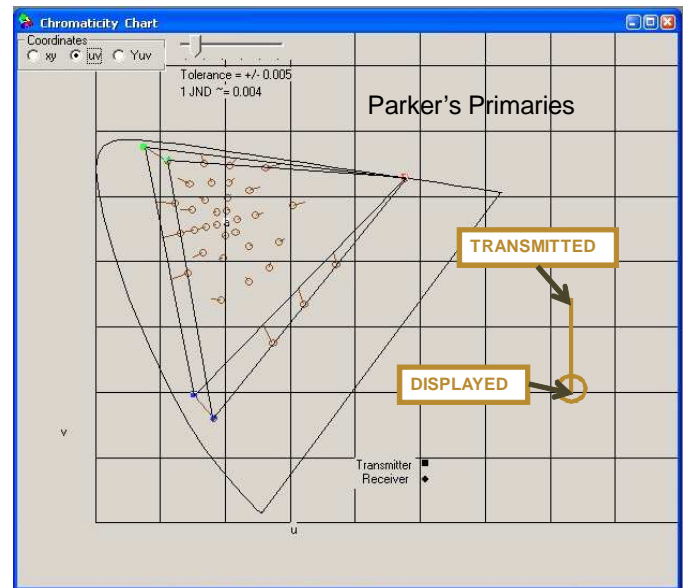 Chromaticity Chart
Coordinates
xy uv Yuv
Tolerance = +/- 0.005
1 JND ~= 0.004
Parker's Primaries
TRANSMITTED
DISPLAYED
v
Transmitter
Receiver
u